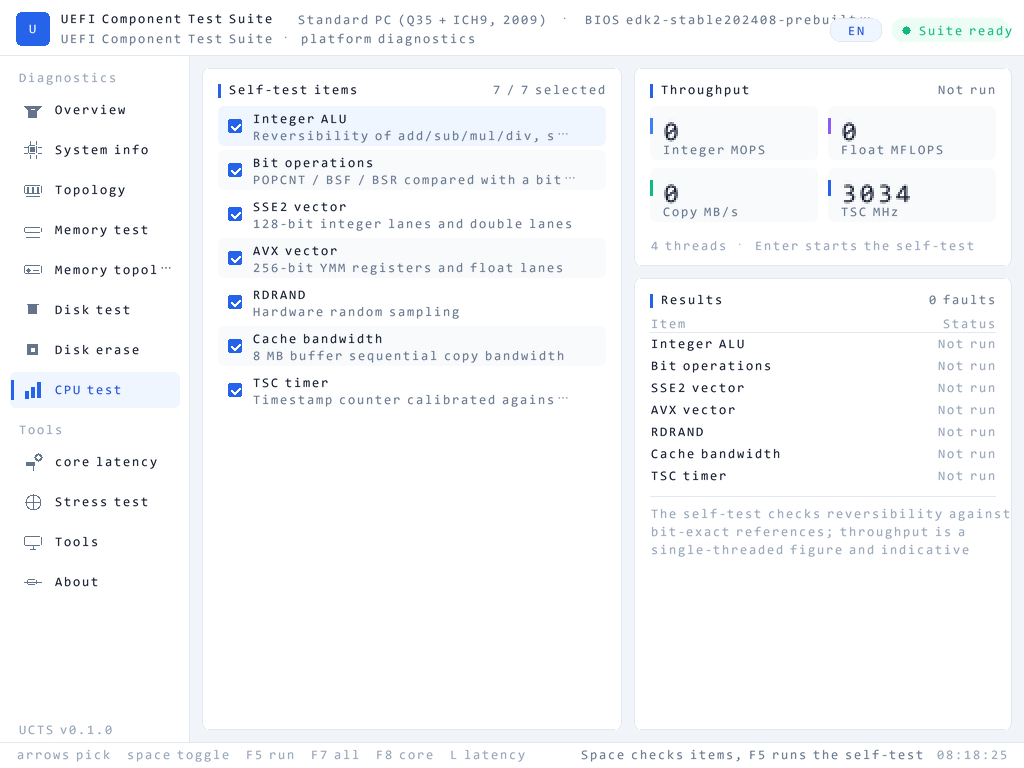 U
UEFI Component Test Suite
Standard PC (Q35 + ICH9, 2009) · BIOS edk2-stable202408-prebuilt
UEFI Component Test Suite · platform diagnostics
EN
Suite ready
Diagnostics
Overview
System info
Topology
Memory test
Memory topol…
Disk test
Disk erase
CPU test
Tools
core latency
Stress test
Tools
About
UCTS v0.1.0
Self-test items
7 / 7 selected
Integer ALU
Reversibility of add/sub/mul/div, s…
Bit operations
POPCNT / BSF / BSR compared with a bit…
SSE2 vector
128-bit integer lanes and double lanes
AVX vector
256-bit YMM registers and float lanes
RDRAND
Hardware random sampling
Cache bandwidth
8 MB buffer sequential copy bandwidth
TSC timer
Timestamp counter calibrated agains…
Throughput
Not run
0
Integer MOPS
0
Float MFLOPS
0
Copy MB/s
3034
TSC MHz
4 threads · Enter starts the self-test
Results
0 faults
Item Status
Integer ALU Not run
Bit operations Not run
SSE2 vector Not run
AVX vector Not run
RDRAND Not run
Cache bandwidth Not run
TSC timer Not run
The self-test checks reversibility against
bit-exact references; throughput is a
single-threaded figure and indicative
arrows pick space toggle F5 run F7 all F8 core L latency
Space checks items, F5 runs the self-test 08:18:25